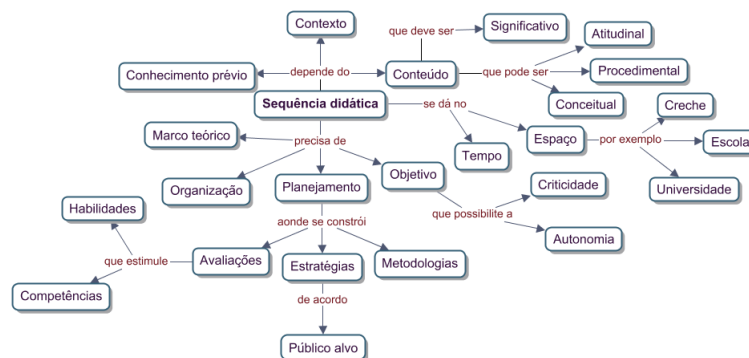 Contexto
que deve ser
Significativo
Atitudinal
Conhecimento prévio
depende do
Conteúdo
que pode ser
Procedimental
Sequência didática
se dá no
Conceitual
Creche
Marco teórico
precisa de
Tempo
Espaço
por exemplo
Escola
Organização
Planejamento
Objetivo
Criticidade
Universidade
Habilidades
que possibilite a
aonde se constrói
Autonomia
que estimule
Avaliações
Estratégias
Metodologias
Competências
de acordo
Público alvo